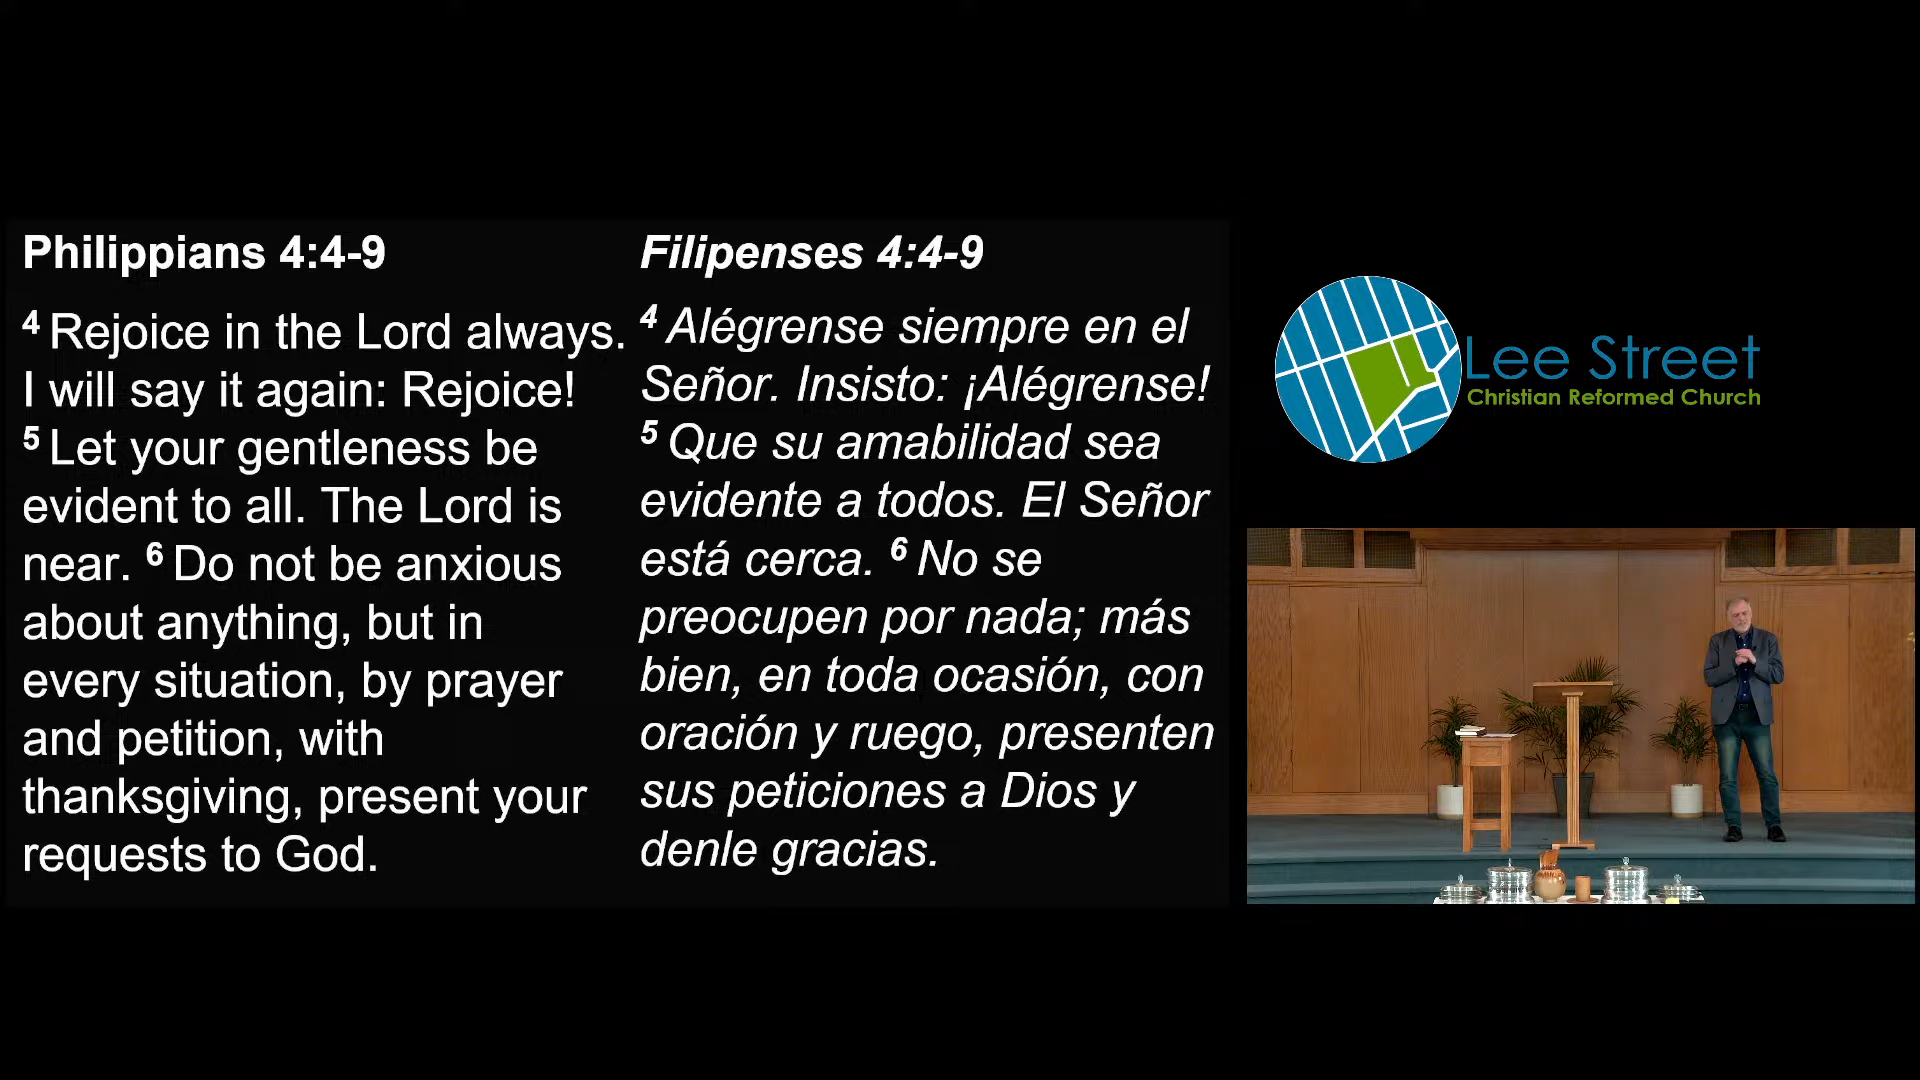 Philippians 4:4-9
4 Rejoice in the Lord always.
I will say it again: Rejoice!
5 Let your gentleness be
evident to all. The Lord is
near. 6 Do not be anxious
about anything, but in
every situation, by prayer
and petition, with
thanksgiving, present your
requests to God.
Filipenses 4:4-9
4 Alégrense siempre en el
Señor. Insisto: ¡Alégrense!
5 Que su amabilidad sea
evidente a todos. El Señor
está cerca. 6 No se
preocupen por nada; más
bien, en toda ocasión, con
oración y ruego, presenten
sus peticiones a Dios y
denle gracias.
Lee Street
Christian Reformed Church